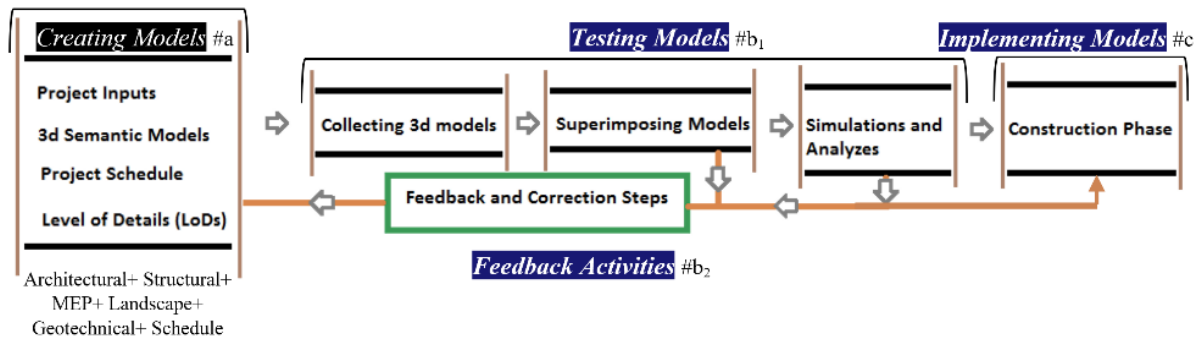 Creating Models #a
Project Inputs
3d Semantic Models
Project Schedule
Level of Details (LoDs)
Architectural+ Structural+
MEP+ Landscape+
Geotechnical+ Schedule
Testing Models #b₁
Collecting 3d models
Superimposing Models
Simulations and
Analyzes
Implementing Models #c
Construction Phase
Feedback and Correction Steps
Feedback Activities #b₂